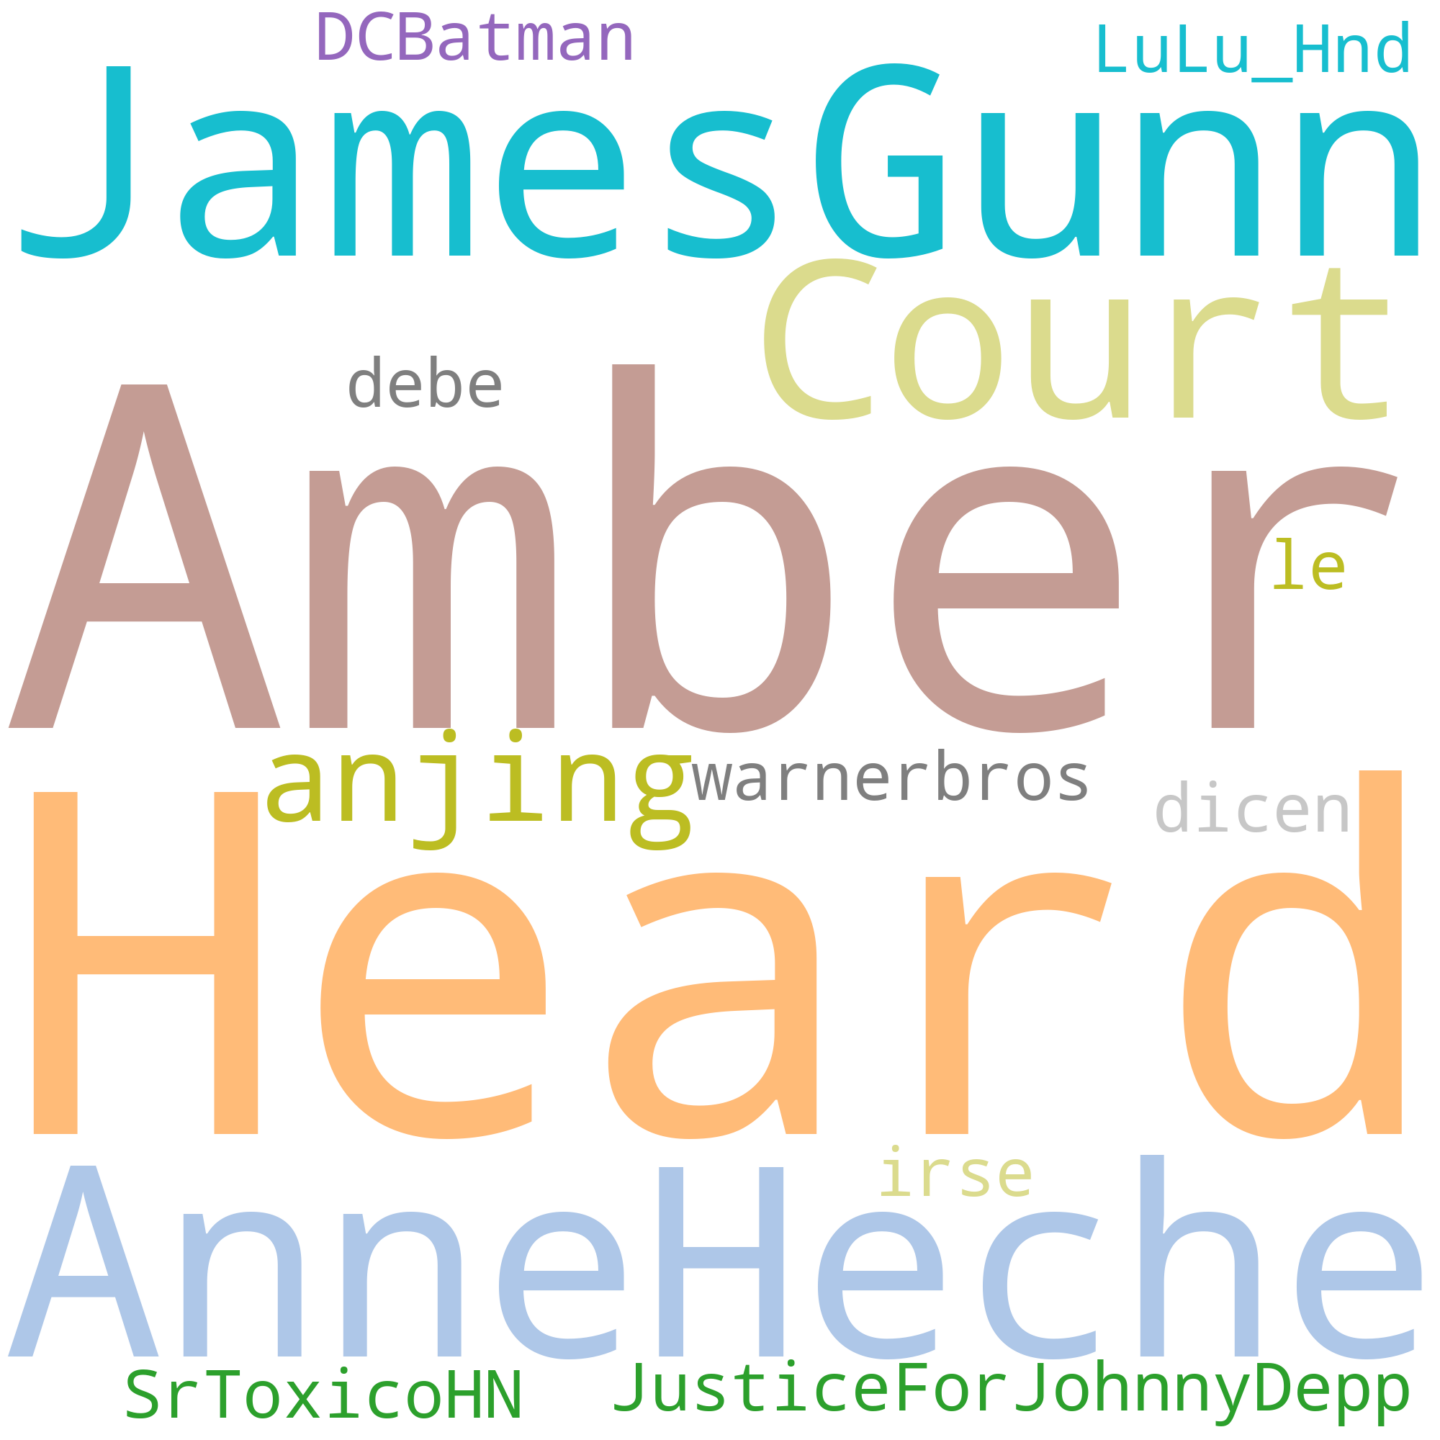 DCBatman
LuLu_Hnd
JamesGunn
Court
debe
Amber
le
anjing
warnerbros
dicen
Heard
irse
AnneHeche
SrToxicoHN
JusticeForJohnnyDepp